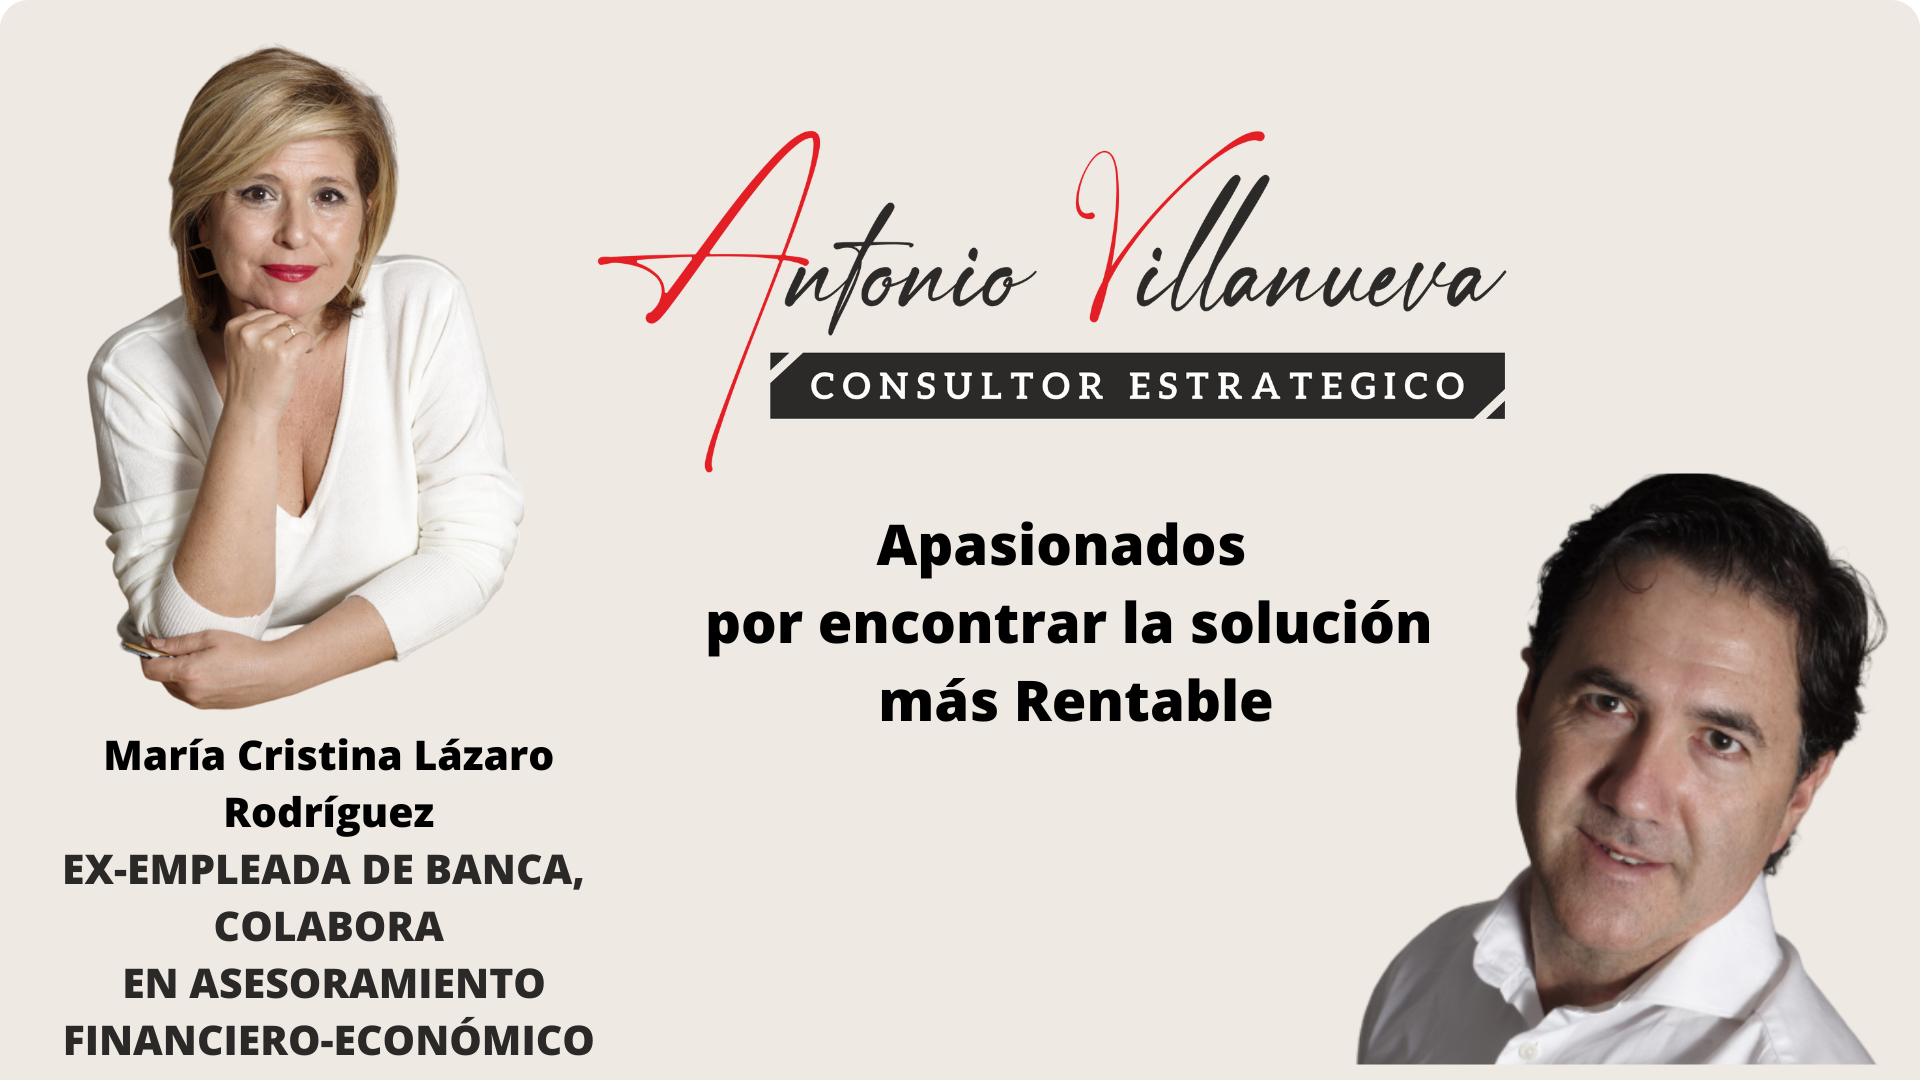 Antonio Villanueva
CONSULTOR ESTRATEGICO
Apasionados
por encontrar la solución
más Rentable
María Cristina Lázaro
Rodríguez
EX-EMPLEADA DE BANCA,
COLABORA
EN ASESORAMIENTO
FINANCIERO-ECONÓMICO